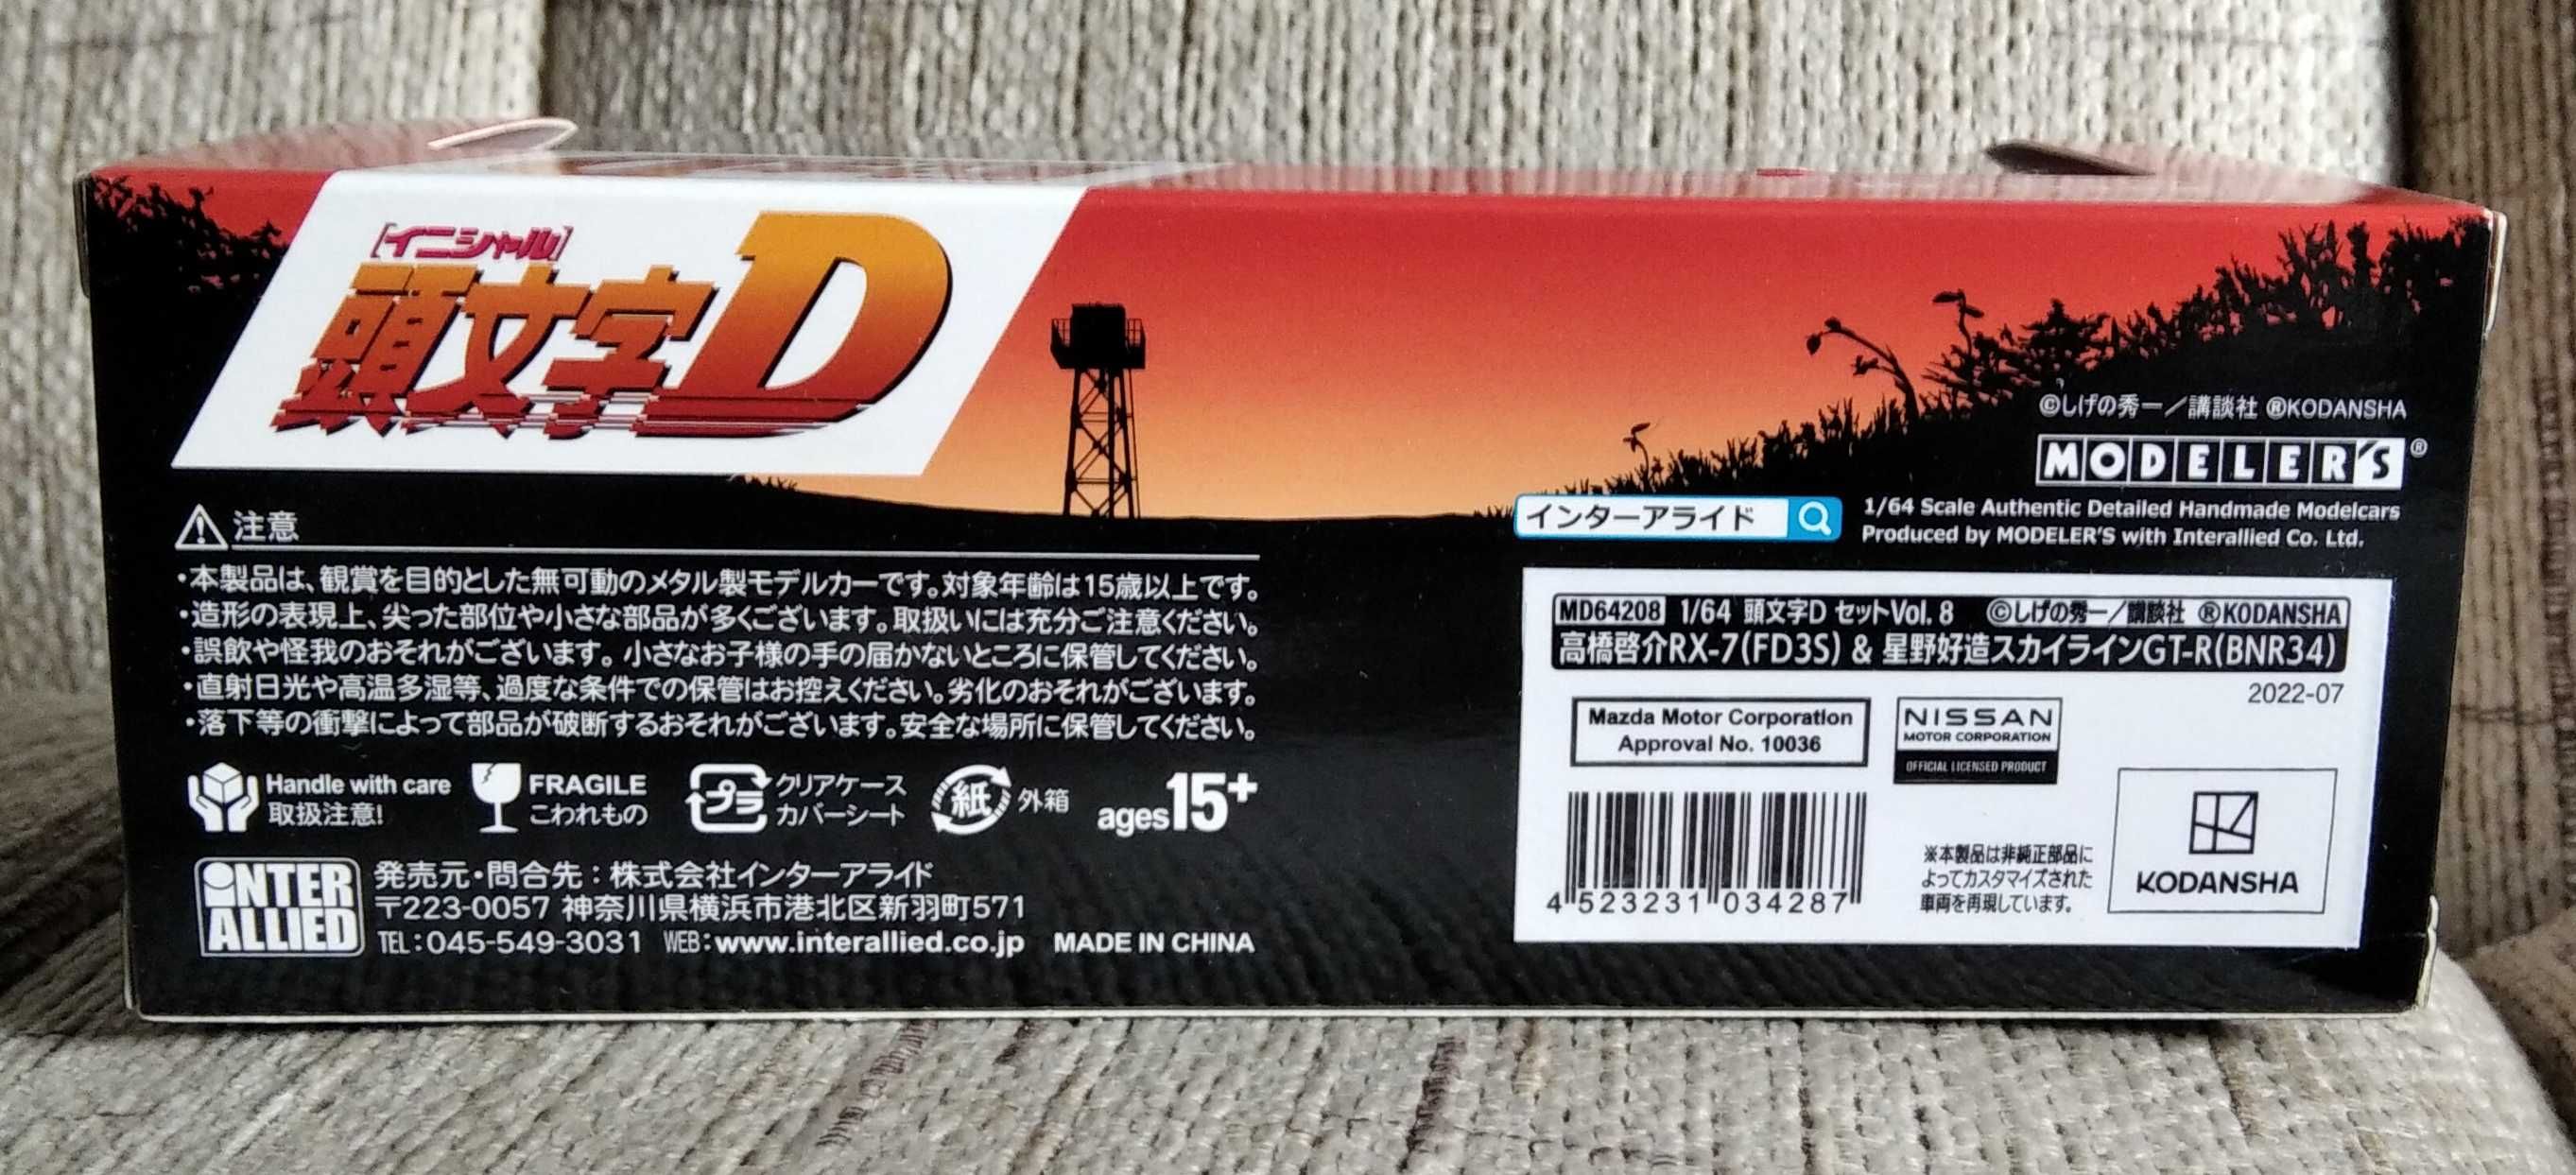 [イニシャル]
頭文字D
注意
・本製品は、観賞を目的とした無可動のメタル製モデルカーです。対象年齢は15歳以上です。
・造形の表現上、尖った部位や小さな部品が多くございます。取扱いには充分ご注意ください。
・誤飲や怪我のおそれがございます。小さなお子様の手の届かないところに保管してください。
・直射日光や高温多湿等、過度な条件での保管はお控えください。劣化のおそれがございます。
・落下等の衝撃によって部品が破断するおそれがございます。安全な場所に保管してください。
Handle with care
取扱注意!
FRAGILE
こわれもの
プラ
クリアケース
カバーシート
紙
外箱
ages15+
INTER
ALLIED
発売元・問合先:株式会社インターアライド
〒223-0057 神奈川県横浜市港北区新羽町571
TEL:045-549-3031 WEB:www.interallied.co.jp MADE IN CHINA
©しげの秀一/講談社 ®KODANSHA
MODELER'S®
インターアライド
1/64 Scale Authentic Detailed Handmade Modelcars
Produced by MODELER'S with Interallied Co. Ltd.
MD64208 1/64 頭文字D セットVol. 8 ©しげの秀一/講談社 ®KODANSHA
高橋啓介RX-7(FD3S) & 星野好造スカイラインGT-R(BNR34)
2022-07
Mazda Motor Corporation
Approval No. 10036
NISSAN
MOTOR CORPORATION
OFFICIAL LICENSED PRODUCT
4 523231 034287
※本製品は非純正部品に
よってカスタマイズされた
車両を再現しています。
KODANSHA